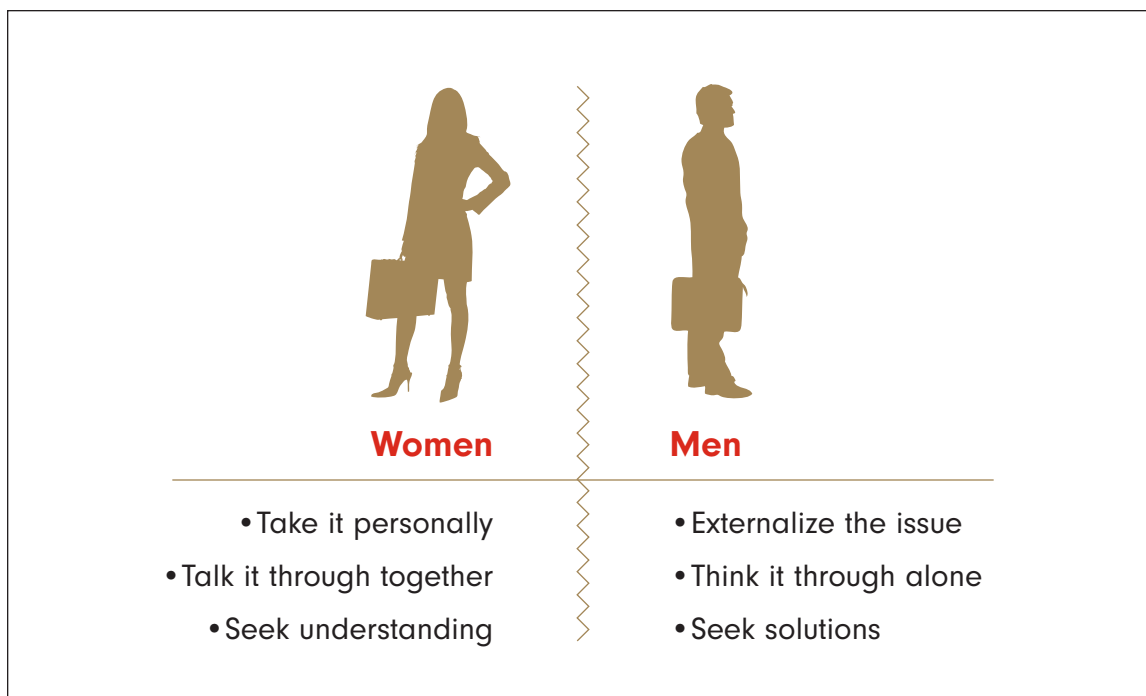 Women
• Take it personally
• Talk it through together
• Seek understanding
Men
• Externalize the issue
• Think it through alone
• Seek solutions